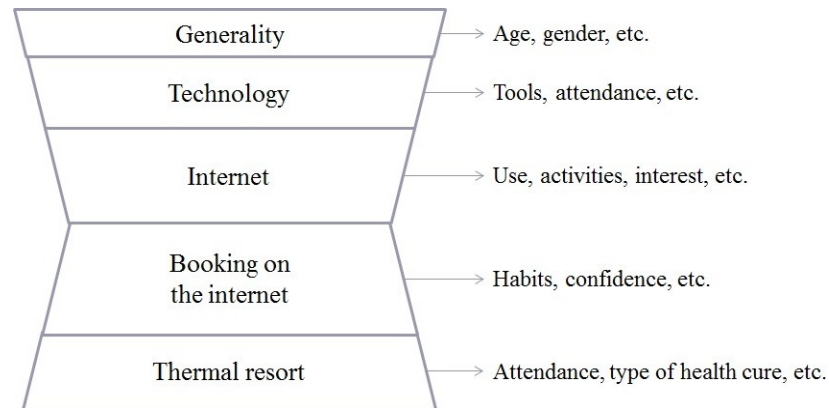 Generality
Age, gender, etc.
Technology
Tools, attendance, etc.
Internet
Use, activities, interest, etc.
Booking on
the internet
Habits, confidence, etc.
Thermal resort
Attendance, type of health cure, etc.